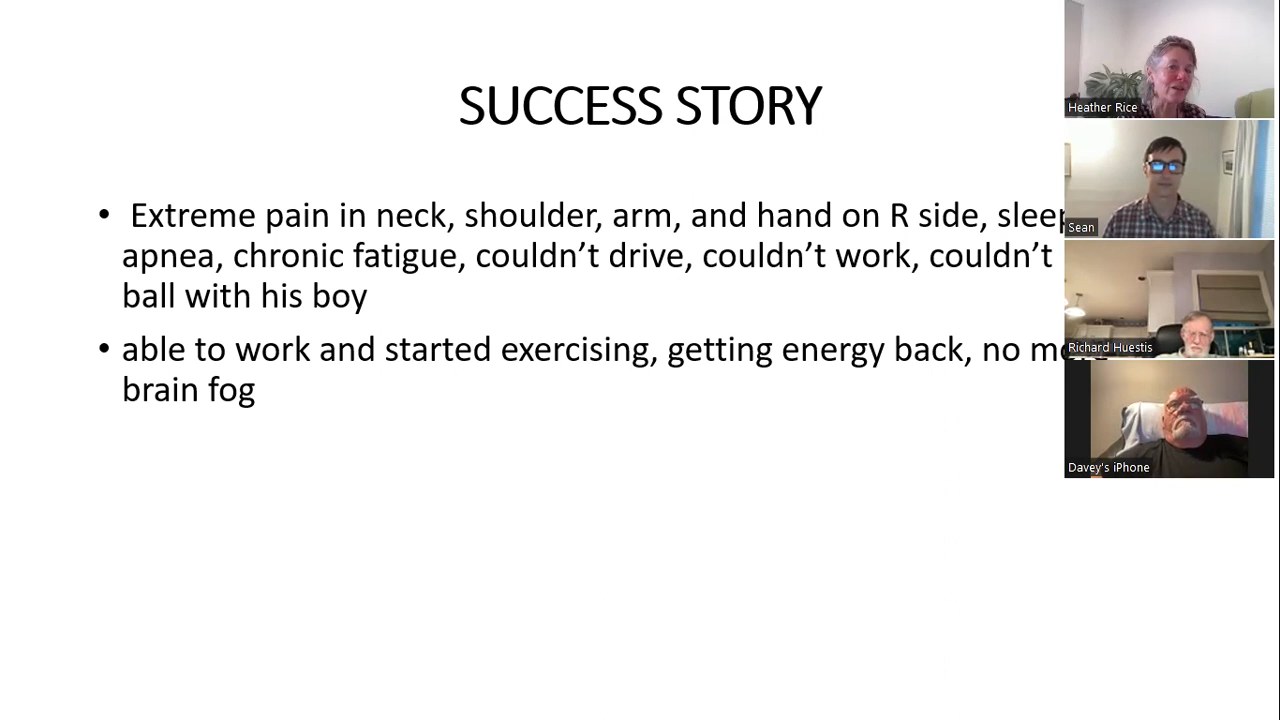 SUCCESS STORY
• Extreme pain in neck, shoulder, arm, and hand on R side,
apnea, chronic fatigue, couldn’t drive, couldn’t work, couldn’t
ball with his boy
• able to work and started exercising, getting energy back, no
brain fog
Heather Rice
Sean
Richard Huestis
Davey's iPhone